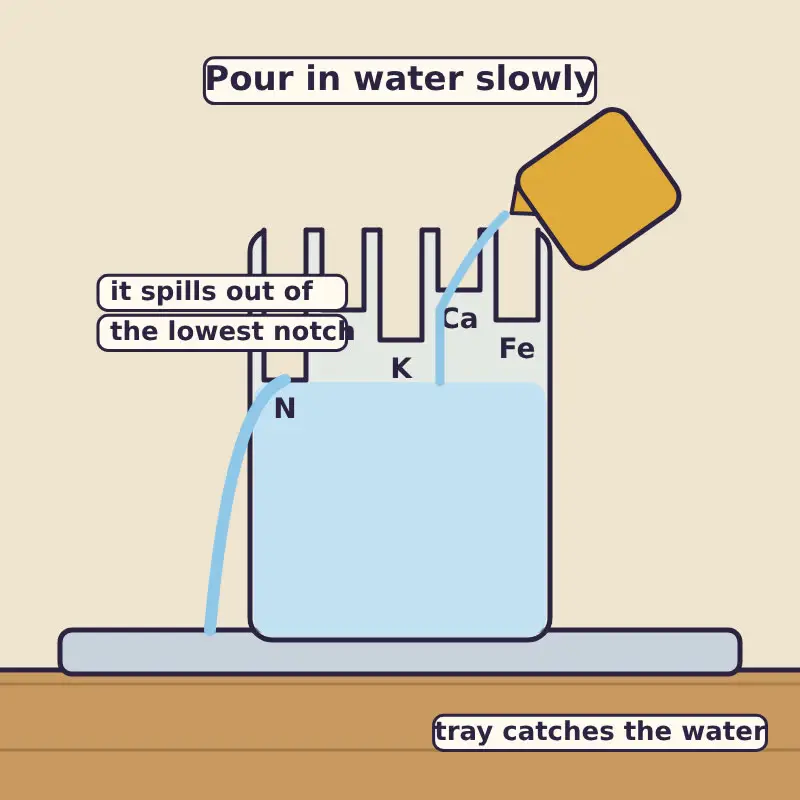 Pour in water slowly
it spills out of
the lowest notch
Ca
Fe
K
N
tray catches the water